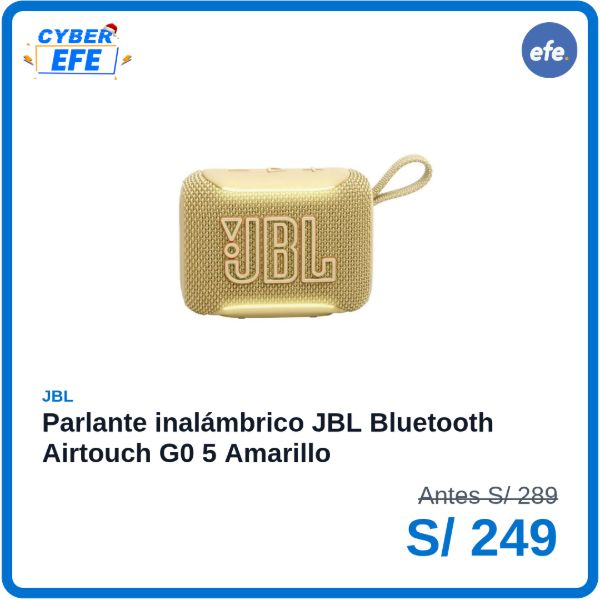 CYBER
EFE
efe.
JBL
JBL
Parlante inalámbrico JBL Bluetooth
Airtouch G0 5 Amarillo
Antes S/ 289
S/ 249